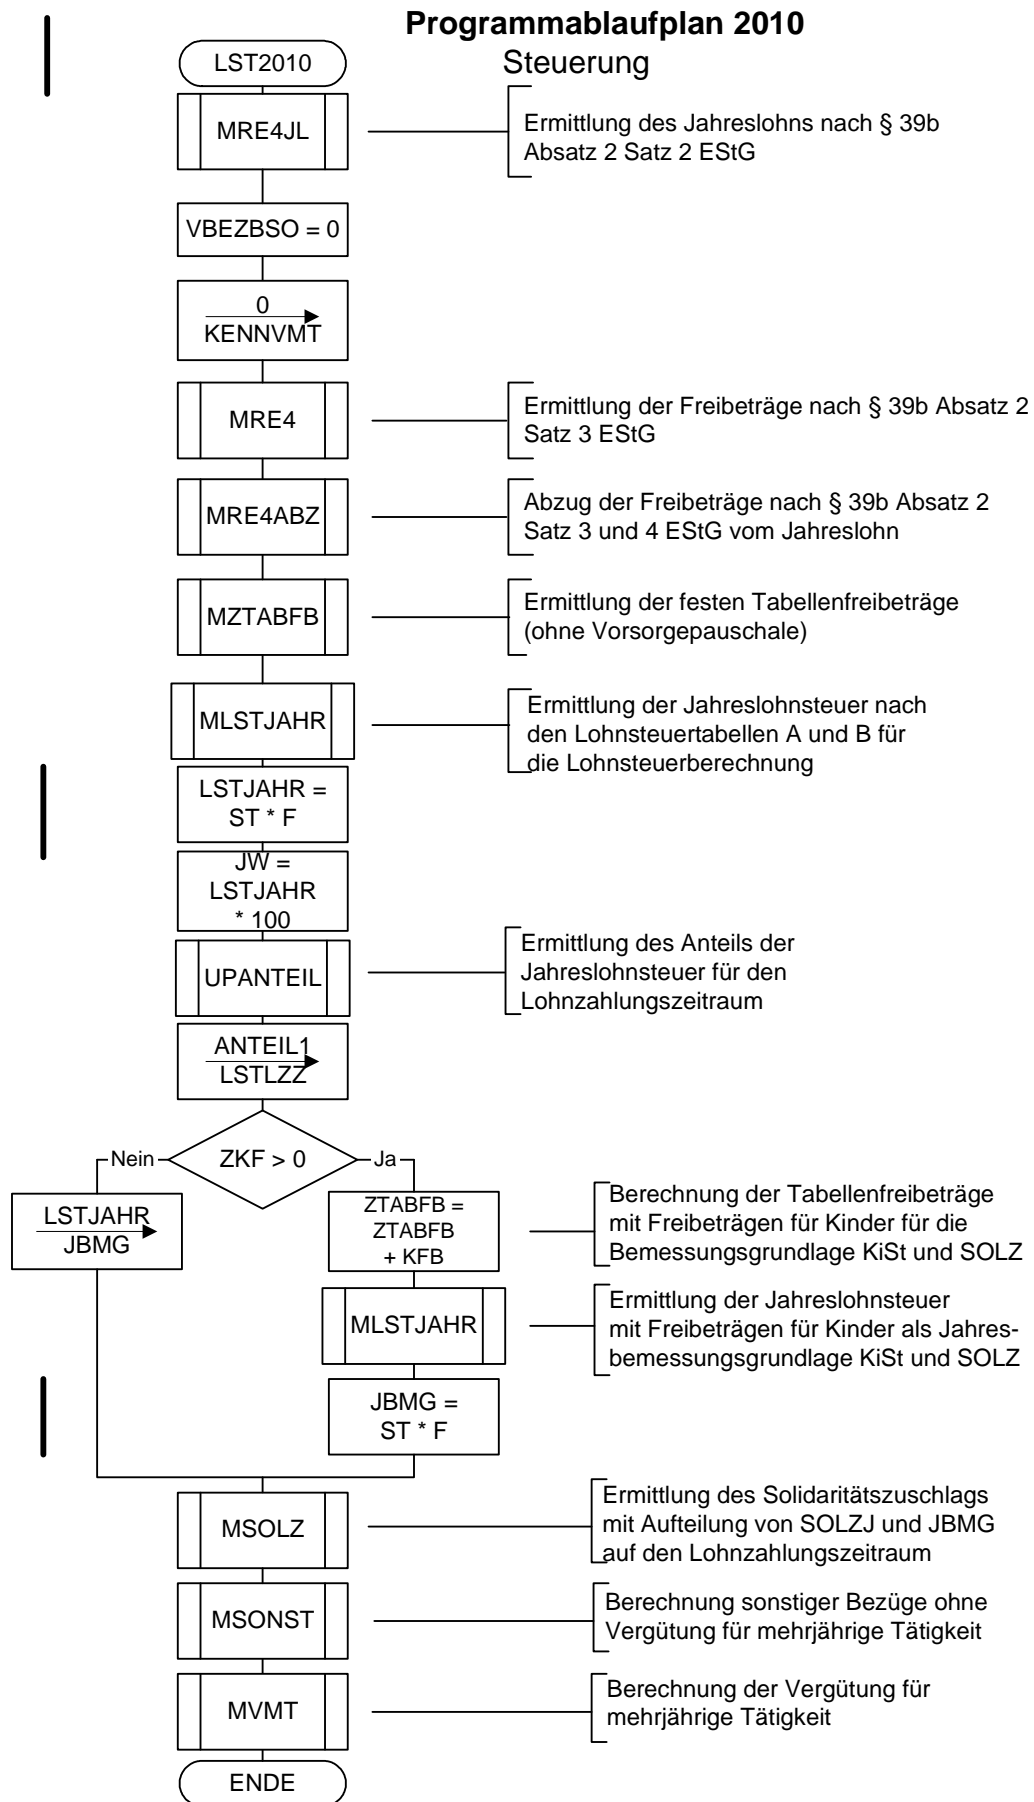 Programmablaufplan 2010
Steuerung
LST2010
MRE4JL
Ermittlung des Jahreslohns nach § 39b
Absatz 2 Satz 2 EStG
VBEZBSO = 0
0
KENNVMT
MRE4
Ermittlung der Freibeträge nach § 39b Absatz 2
Satz 3 EStG
MRE4ABZ
Abzug der Freibeträge nach § 39b Absatz 2
Satz 3 und 4 EStG vom Jahreslohn
MZTABFB
Ermittlung der festen Tabellenfreibeträge
(ohne Vorsorgepauschale)
MLSTJAHR
Ermittlung der Jahreslohnsteuer nach
den Lohnsteuertabellen A und B für
die Lohnsteuerberechnung
LSTJAHR =
ST * F
JW =
LSTJAHR
* 100
UPANTEIL
Ermittlung des Anteils der
Jahreslohnsteuer für den
Lohnzahlungszeitraum
ANTEIL1
LSTLZZ
ZKF > 0
Nein
Ja
LSTJAHR
JBMG
ZTABFB =
ZTABFB
+ KFB
Berechnung der Tabellenfreibeträge
mit Freibeträgen für Kinder für die
Bemessungsgrundlage KiSt und SOLZ
MLSTJAHR
Ermittlung der Jahreslohnsteuer
mit Freibeträgen für Kinder als Jahres-
bemessungsgrundlage KiSt und SOLZ
JBMG =
ST * F
MSOLZ
Ermittlung des Solidaritätszuschlags
mit Aufteilung von SOLZJ und JBMG
auf den Lohnzahlungszeitraum
MSONST
Berechnung sonstiger Bezüge ohne
Vergütung für mehrjährige Tätigkeit
MVMT
Berechnung der Vergütung für
mehrjährige Tätigkeit
ENDE